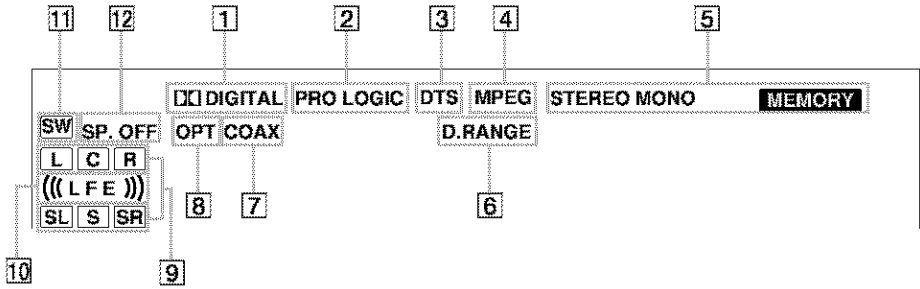 11 12 1 2 3 4 5
DIGITAL PRO LOGIC DTS MPEG STEREO MONO MEMORY
SW SP. OFF OPT COAX D.RANGE
L C R
((( L F E )))
8 7 6
SL S SR
10 9